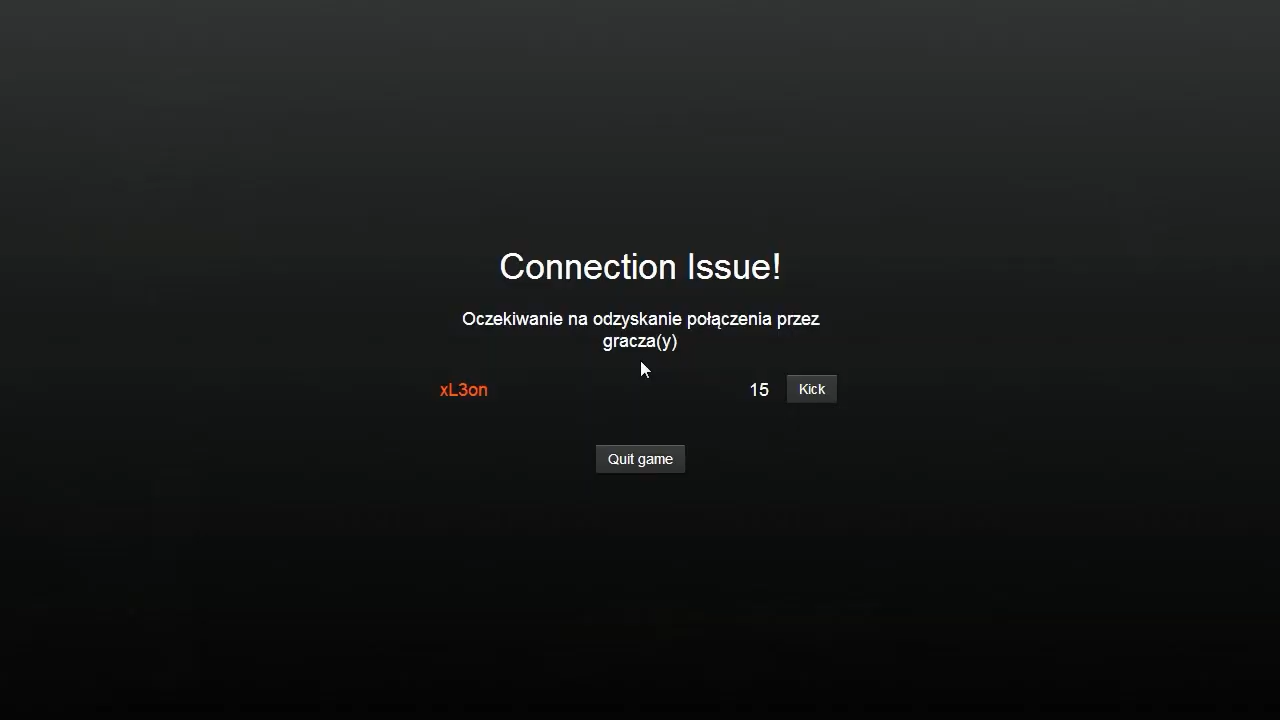 Connection Issue!
Oczekiwanie na odzyskanie połączenia przez
gracza(y)
xL3on 15 Kick
Quit game